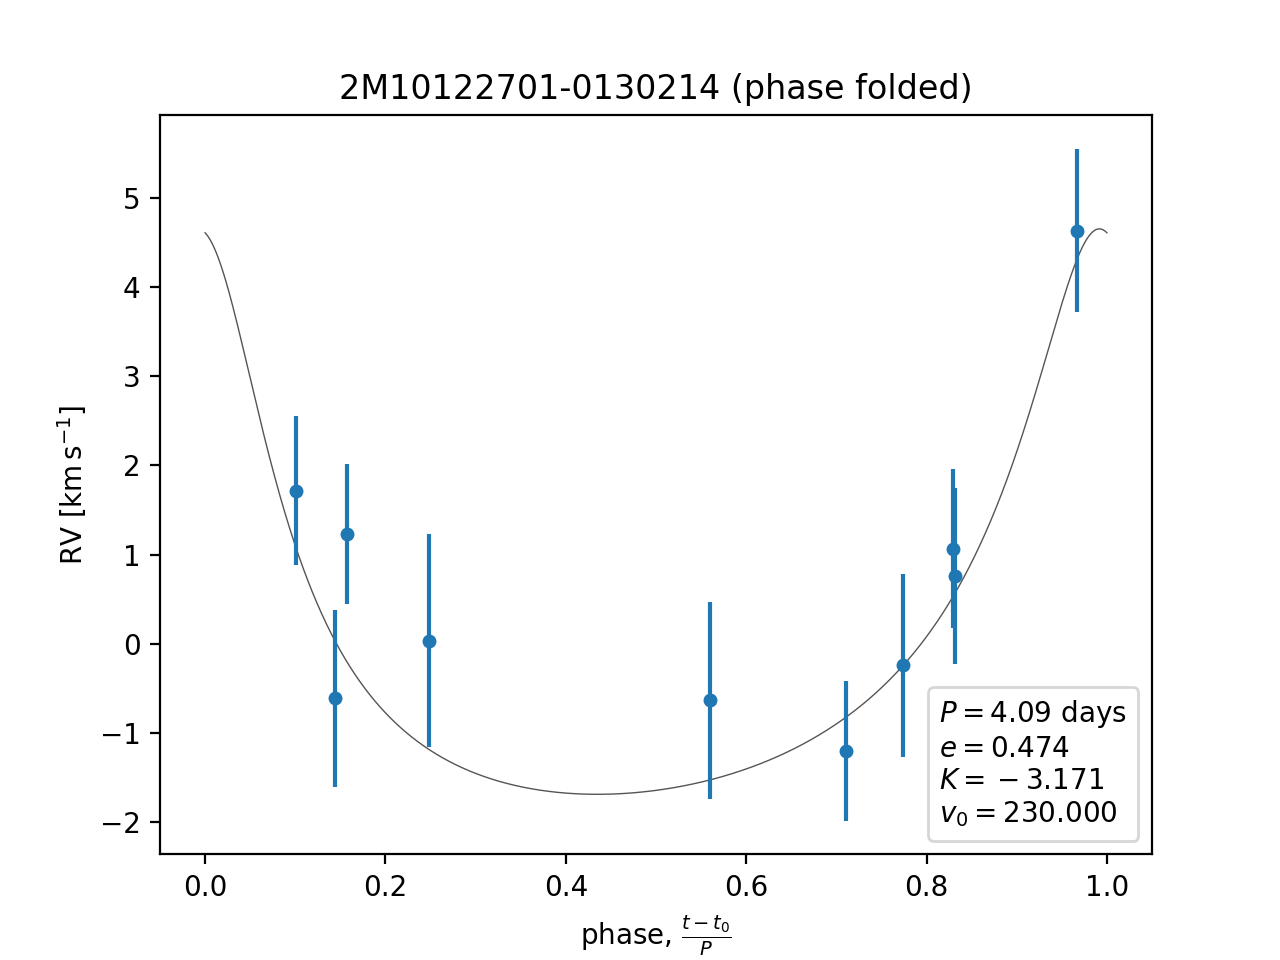 2M10122701-0130214 (phase folded)
RV [km s⁻¹]
5
4
3
2
1
0
−1
−2
P = 4.09 days
e = 0.474
K = −3.171
v₀ = 230.000
0.0 0.2 0.4 0.6 0.8 1.0
phase, (t − t₀)/P